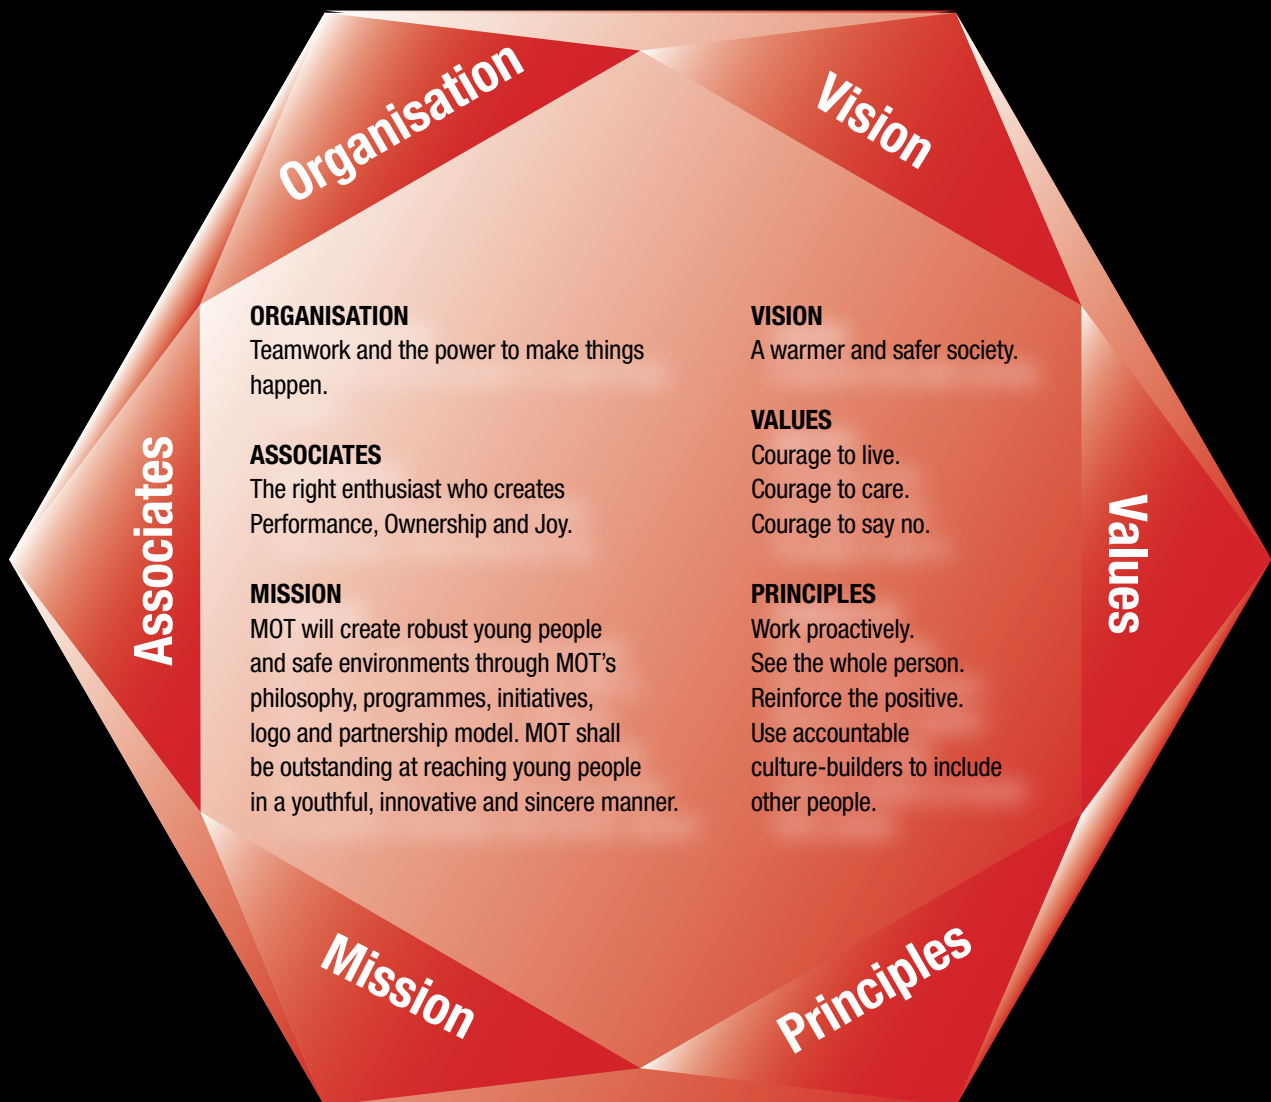 Organisation
Vision
ORGANISATION
Teamwork and the power to make things
happen.
ASSOCIATES
The right enthusiast who creates
Performance, Ownership and Joy.
MISSION
MOT will create robust young people
and safe environments through MOT’s
philosophy, programmes, initiatives,
logo and partnership model. MOT shall
be outstanding at reaching young people
in a youthful, innovative and sincere manner.
VISION
A warmer and safer society.
VALUES
Courage to live.
Courage to care.
Courage to say no.
PRINCIPLES
Work proactively.
See the whole person.
Reinforce the positive.
Use accountable
culture-builders to include
other people.
Associates
Values
Mission
Principles